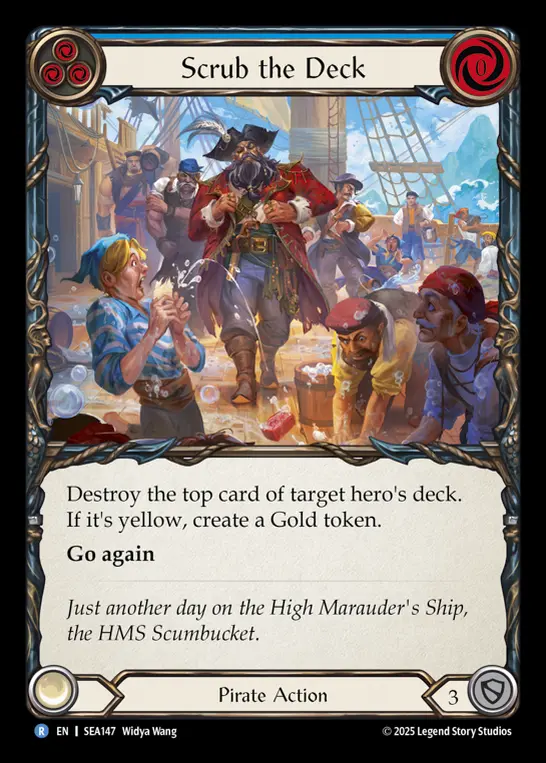 0
Scrub the Deck
Destroy the top card of target hero's deck.
If it's yellow, create a Gold token.
Go again
Just another day on the High Marauder's Ship,
the HMS Scumbucket.
Pirate Action
3
R EN | SEA147 Widya Wang
© 2025 Legend Story Studios